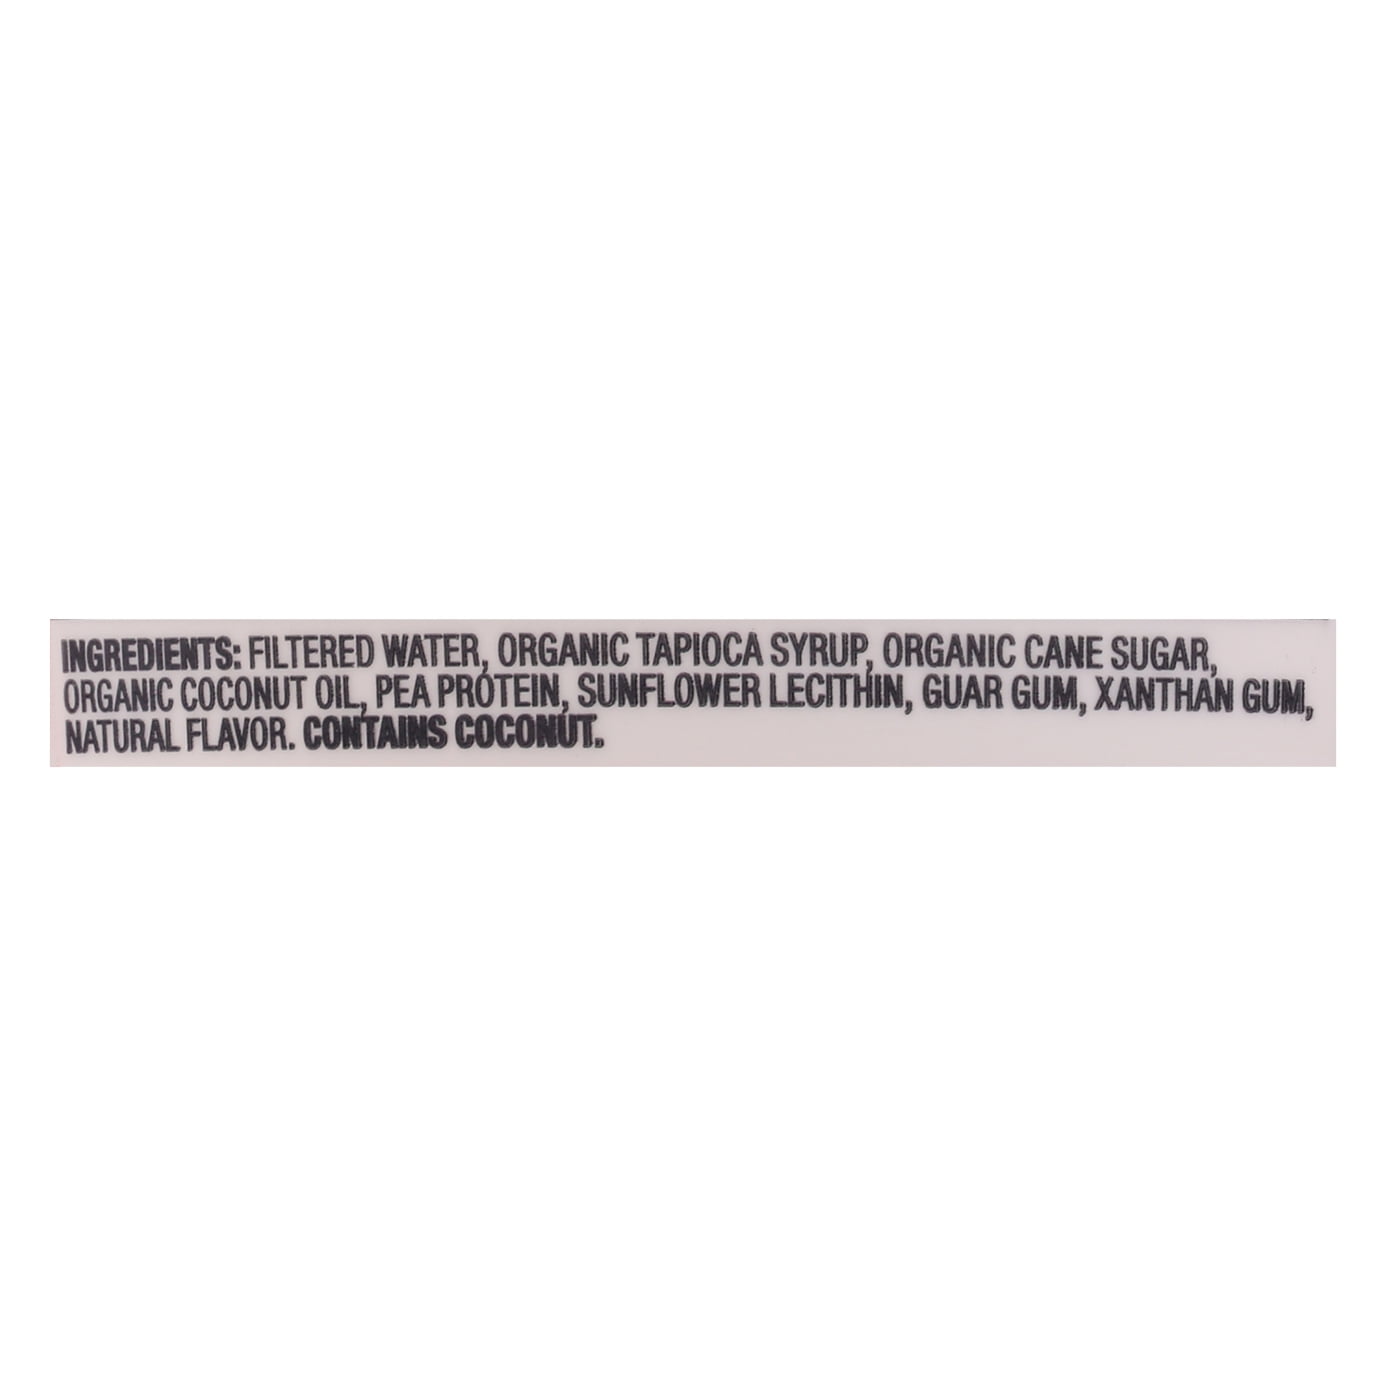 INGREDIENTS: FILTERED WATER, ORGANIC TAPIOCA SYRUP, ORGANIC CANE SUGAR,
ORGANIC COCONUT OIL, PEA PROTEIN, SUNFLOWER LECITHIN, GUAR GUM, XANTHAN GUM,
NATURAL FLAVOR. CONTAINS COCONUT.